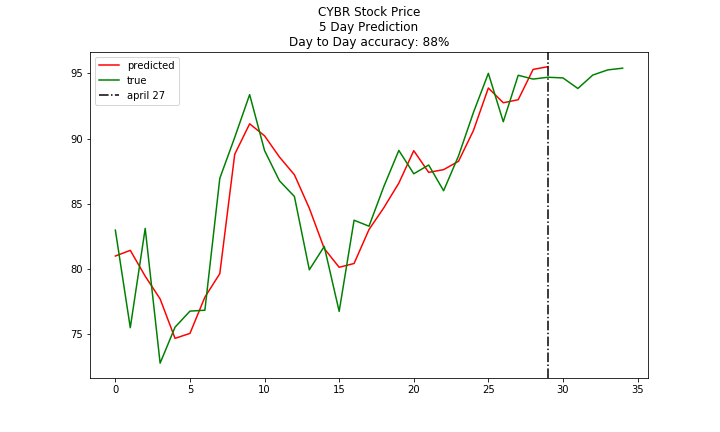 CYBR Stock Price
5 Day Prediction
Day to Day accuracy: 88%
predicted
true
april 27
95
90
85
80
75
0 5 10 15 20 25 30 35